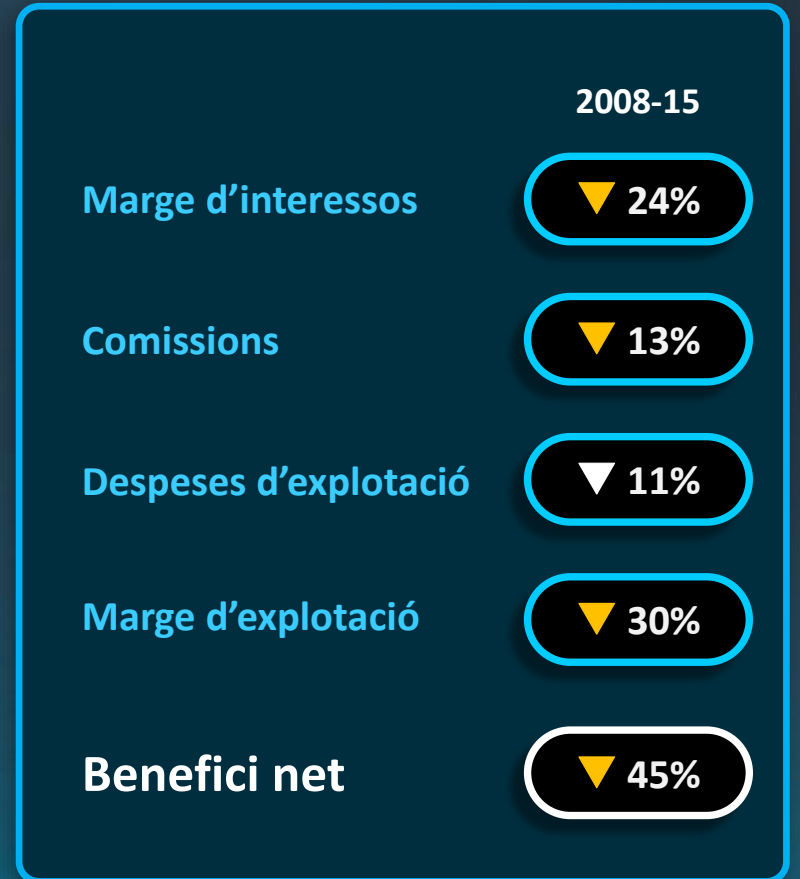 2008-15
Marge d’interessos ▼ 24%
Comissions ▼ 13%
Despeses d’explotació ▼ 11%
Marge d’explotació ▼ 30%
Benefici net ▼ 45%